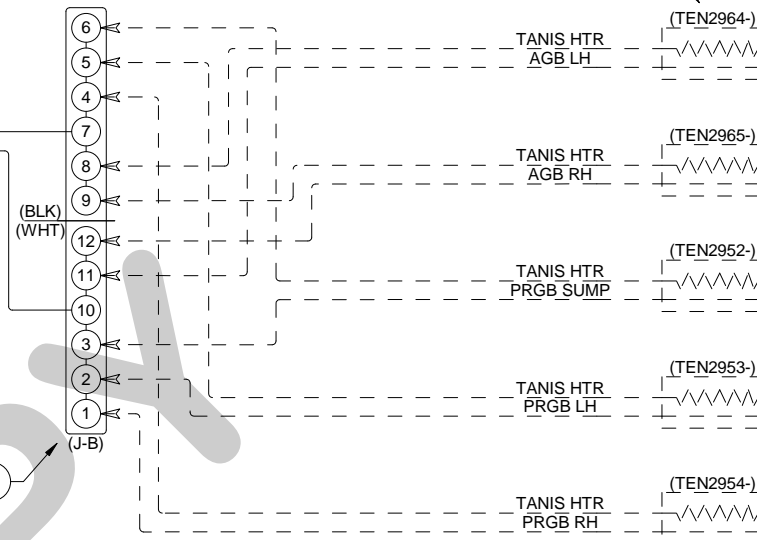 (TEN2964-)
6
TANIS HTR
AGB LH
5
4
7
(TEN2965-)
8
TANIS HTR
AGB RH
9
(BLK)
(WHT)
12
(TEN2952-)
11
TANIS HTR
PRGB SUMP
10
3
(TEN2953-)
2
TANIS HTR
PRGB LH
1
(J-B)
(TEN2954-)
TANIS HTR
PRGB RH